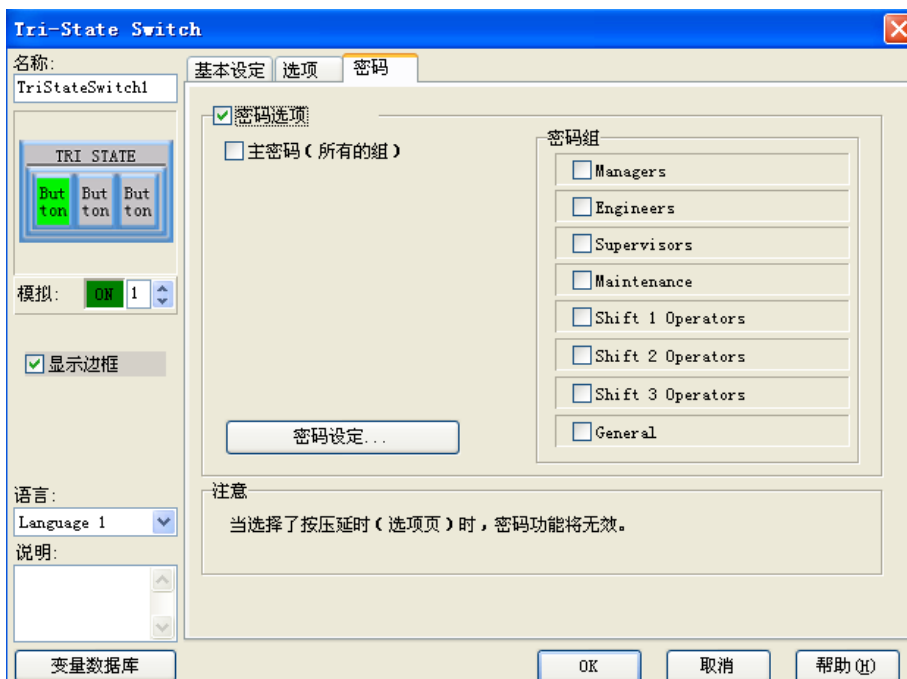 Tri-State Switch
名称:
TriStateSwitch1
TRI STATE
But
ton
But
ton
But
ton
模拟:
ON
1
显示边框
语言:
Language 1
说明:
变量数据库
基本设定
选项
密码
密码选项
主密码(所有的组)
密码设定...
密码组
Managers
Engineers
Supervisors
Maintenance
Shift 1 Operators
Shift 2 Operators
Shift 3 Operators
General
注意
当选择了按压延时(选项页)时,密码功能将无效。
OK
取消
帮助(H)